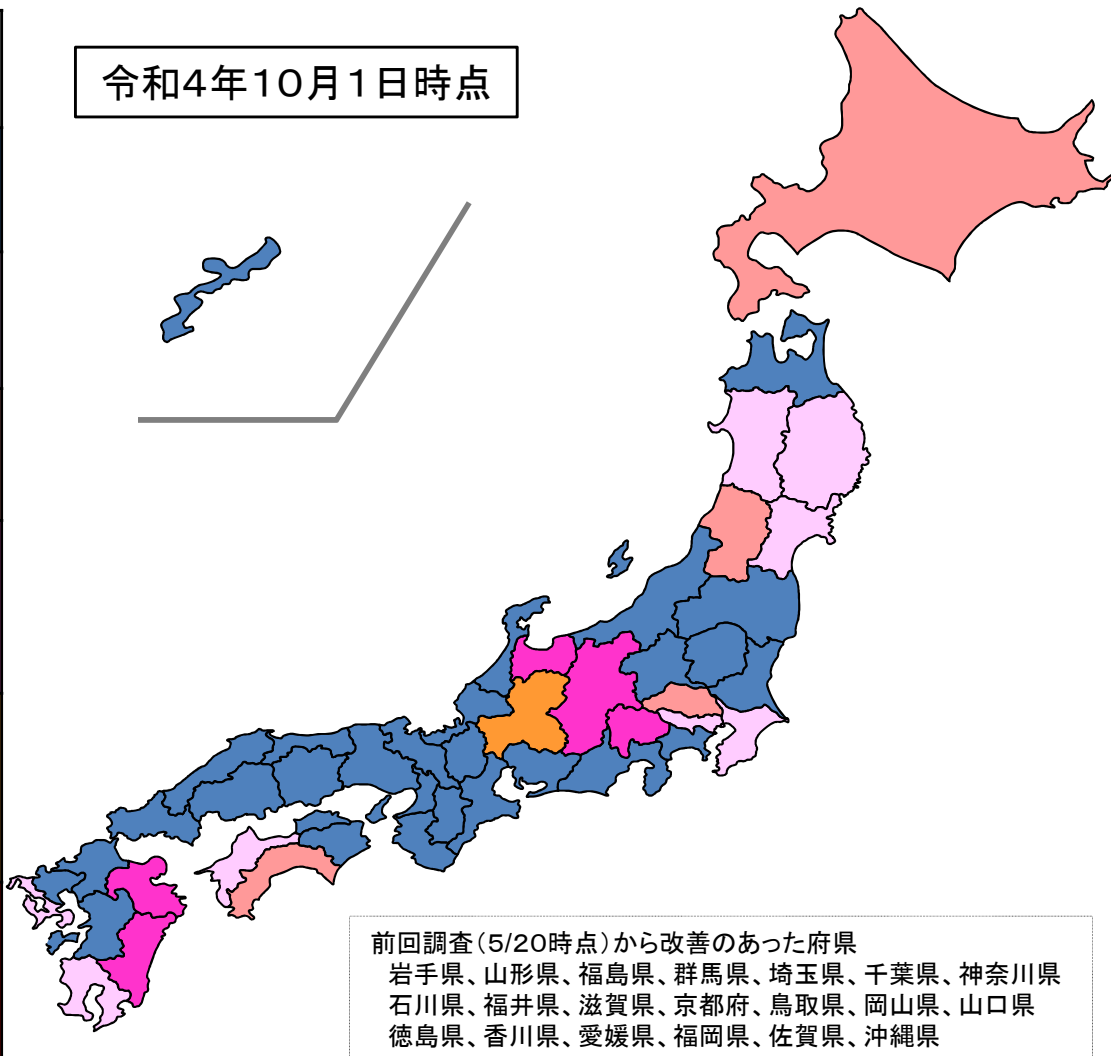 令和4年10月1日時点
前回調査(5/20時点)から改善のあった府県
岩手県、山形県、福島県、群馬県、埼玉県、千葉県、神奈川県
石川県、福井県、滋賀県、京都府、鳥取県、岡山県、山口県
徳島県、香川県、愛媛県、福岡県、佐賀県、沖縄県